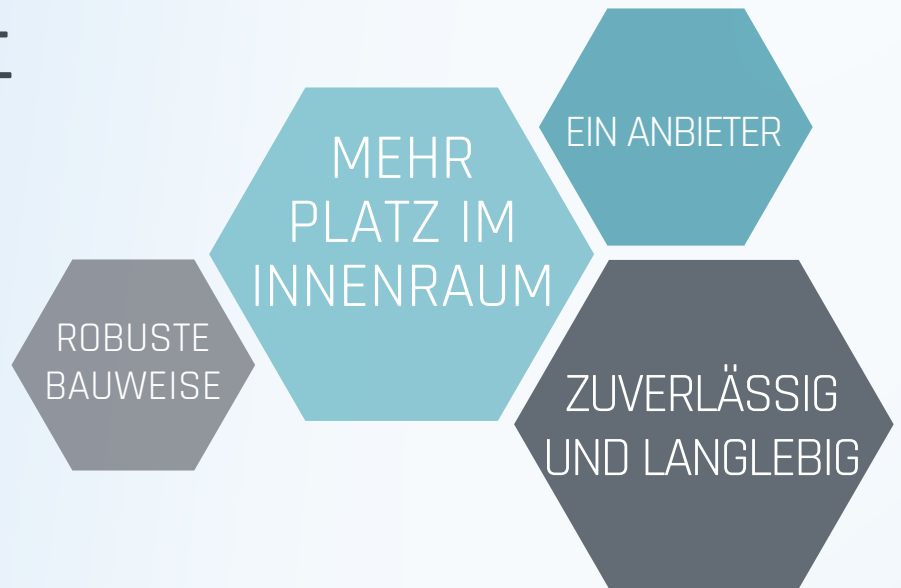 EIN ANBIETER
MEHR
PLATZ IM
INNENRAUM
ROBUSTE
BAUWEISE
ZUVERLÄSSIG
UND LANGLEBIG